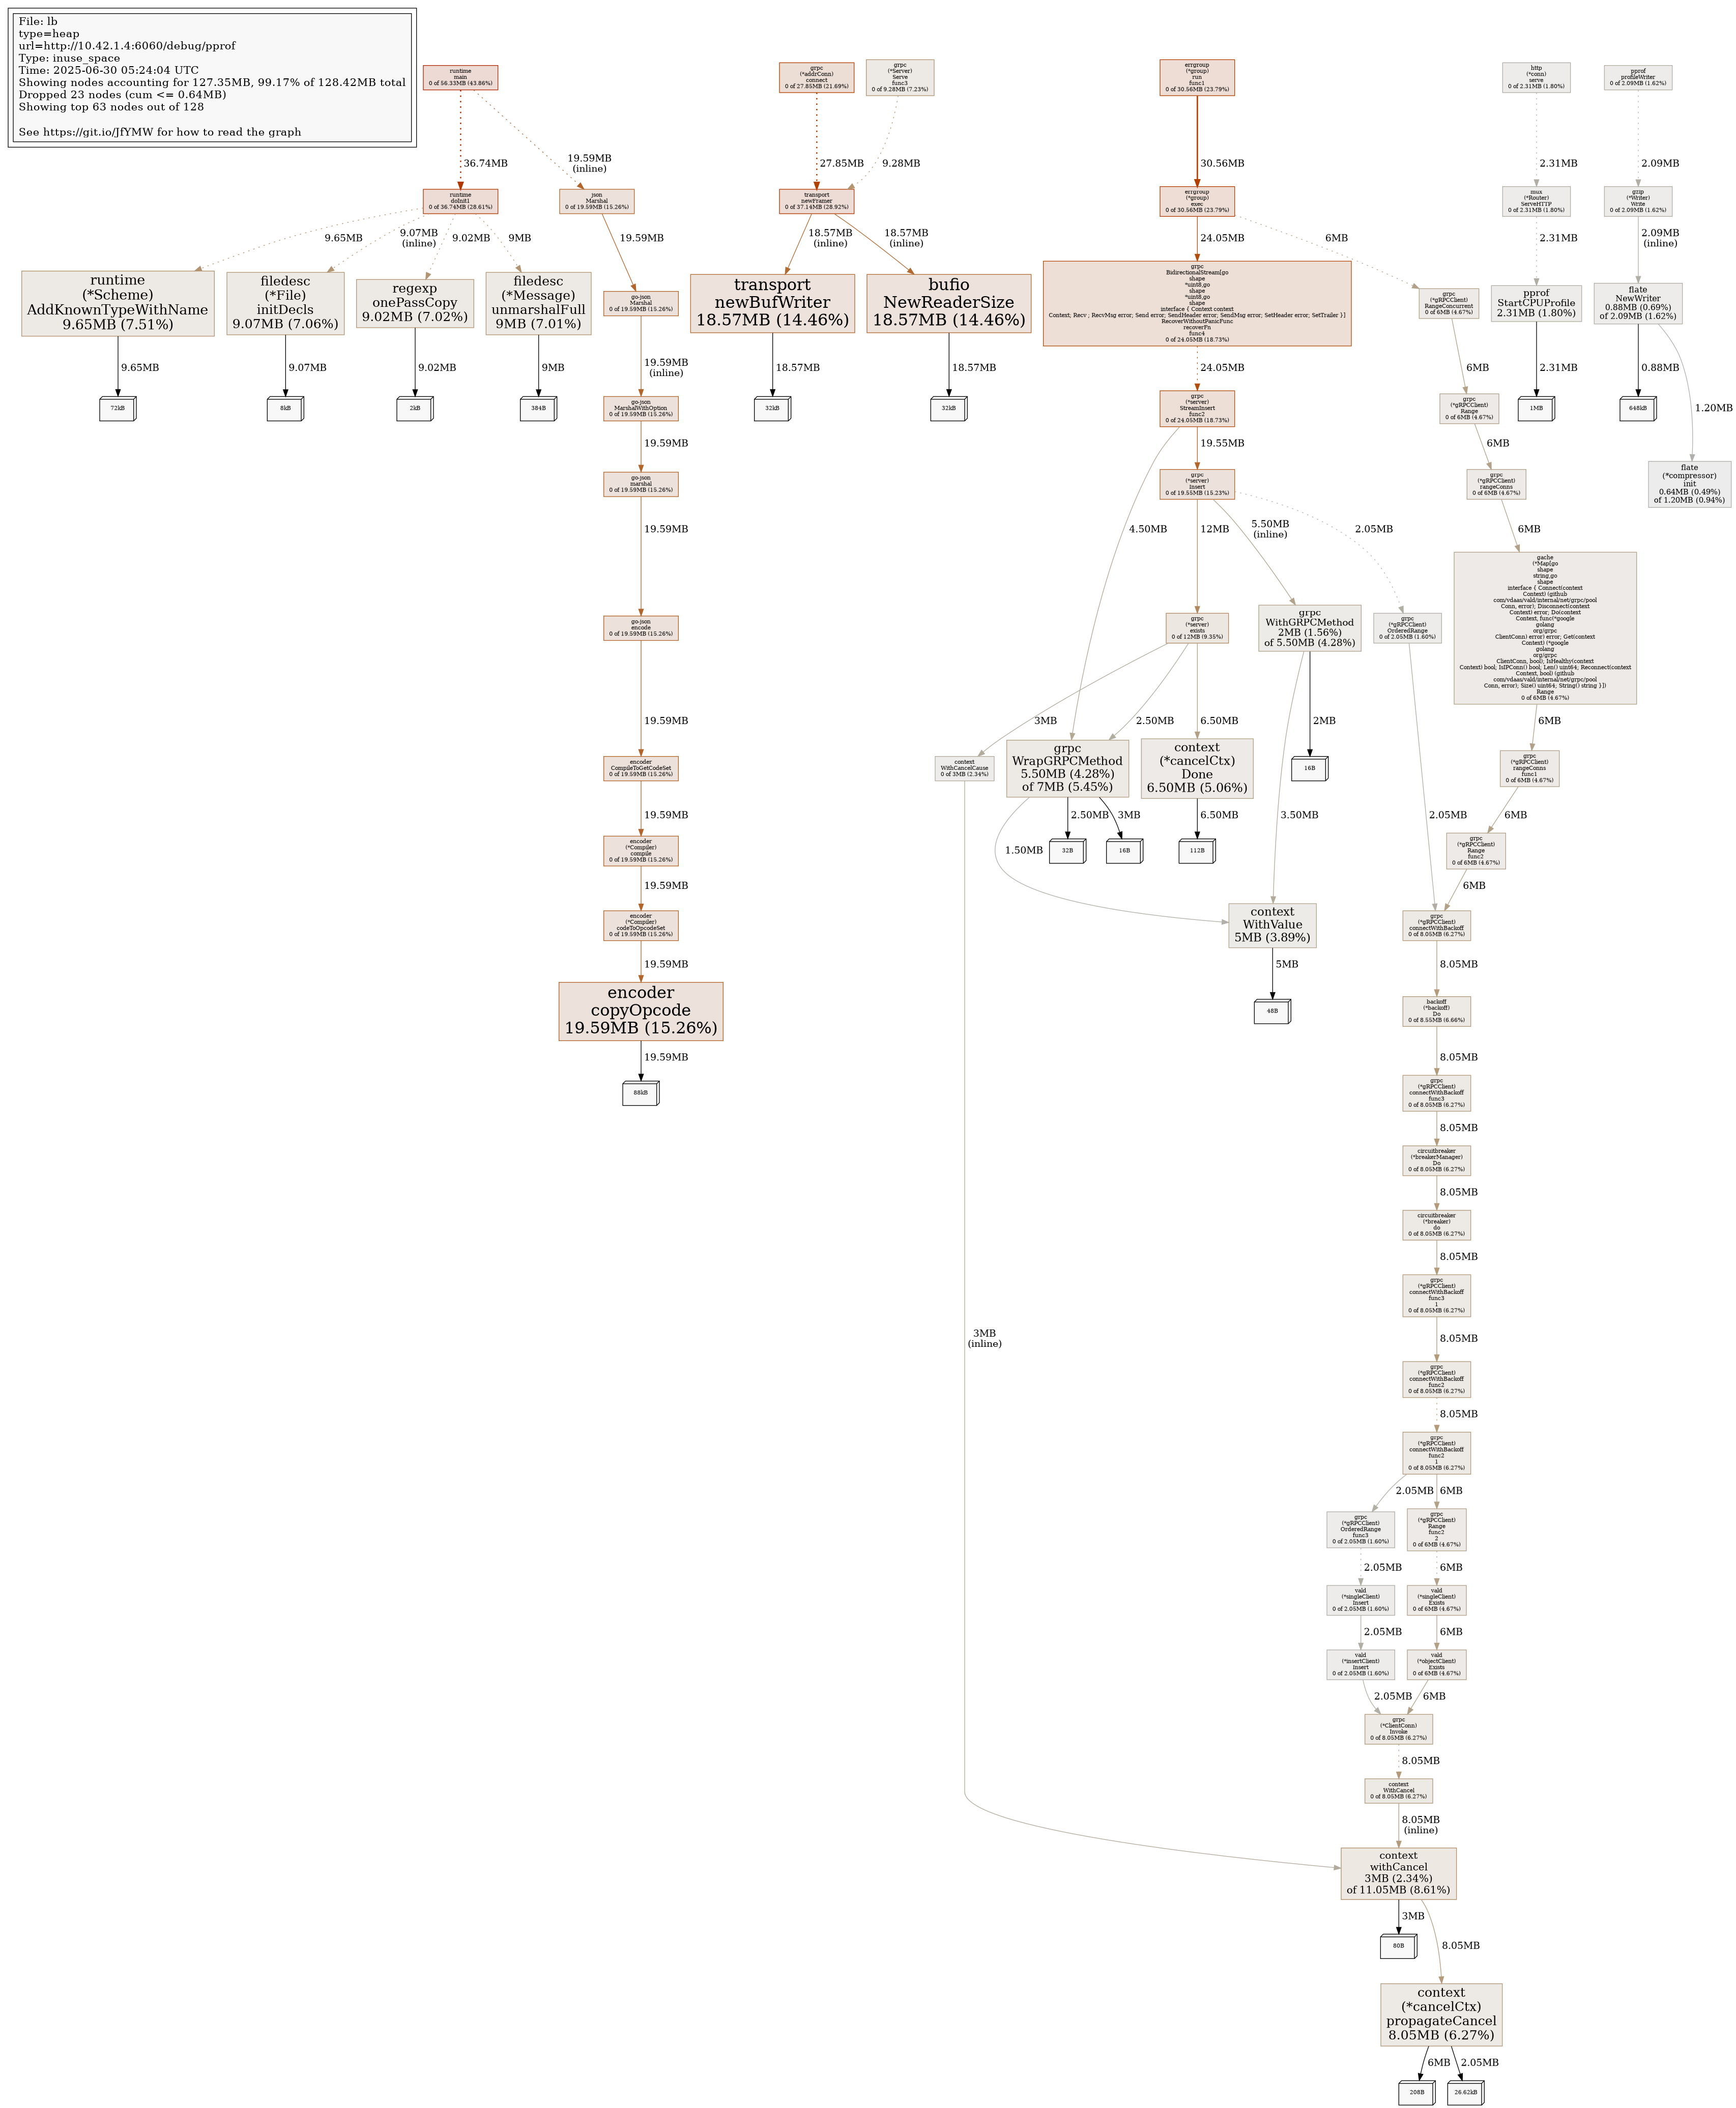 File: lb
type=heap
url=http://10.42.1.4:6060/debug/pprof
Type: inuse_space
Time: 2025-06-30 05:24:04 UTC
Showing nodes accounting for 127.35MB, 99.17% of 128.42MB total
Dropped 23 nodes (cum <= 0.64MB)
Showing top 63 nodes out of 128
See https://git.io/JfYMW for how to read the graph
runtime
main
0 of 56.33MB (43.86%)
grpc
(*addrConn)
connect
0 of 27.85MB (21.69%)
grpc
(*Server)
Serve
func3
0 of 9.28MB (7.23%)
errgroup
(*group)
run
func1
0 of 30.56MB (23.79%)
http
(*conn)
serve
0 of 2.31MB (1.80%)
pprof
profileWriter
0 of 2.09MB (1.62%)
36.74MB
19.59MB
(inline)
27.85MB
9.28MB
30.56MB
2.31MB
2.09MB
runtime
doInit1
0 of 36.74MB (28.61%)
json
Marshal
0 of 19.59MB (15.26%)
transport
newFramer
0 of 37.14MB (28.92%)
errgroup
(*group)
exec
0 of 30.56MB (23.79%)
mux
(*Router)
ServeHTTP
0 of 2.31MB (1.80%)
gzip
(*Writer)
Write
0 of 2.09MB (1.62%)
9.65MB
9.07MB
(inline)
9.02MB
9MB
19.59MB
18.57MB
(inline)
18.57MB
(inline)
24.05MB
6MB
2.31MB
2.09MB
(inline)
runtime
(*Scheme)
AddKnownTypeWithName
9.65MB (7.51%)
filedesc
(*File)
initDecls
9.07MB (7.06%)
regexp
onePassCopy
9.02MB (7.02%)
filedesc
(*Message)
unmarshalFull
9MB (7.01%)
go-json
Marshal
0 of 19.59MB (15.26%)
transport
newBufWriter
18.57MB (14.46%)
bufio
NewReaderSize
18.57MB (14.46%)
grpc
BidirectionalStream[go
shape
*uint8,go
shape
*uint8,go
shape
interface { Context context
Context; Recv ; RecvMsg error; Send error; SendHeader error; SendMsg error; SetHeader error; SetTrailer }]
RecoverWithoutPanicFunc
recoverFn
func4
0 of 24.05MB (18.73%)
grpc
(*gRPCClient)
RangeConcurrent
0 of 6MB (4.67%)
pprof
StartCPUProfile
2.31MB (1.80%)
flate
NewWriter
0.88MB (0.69%)
of 2.09MB (1.62%)
9.65MB
9.07MB
9.02MB
9MB
19.59MB
(inline)
18.57MB
18.57MB
24.05MB
6MB
2.31MB
0.88MB
1.20MB
72kB
8kB
2kB
384B
go-json
MarshalWithOption
0 of 19.59MB (15.26%)
32kB
32kB
grpc
(*server)
StreamInsert
func2
0 of 24.05MB (18.73%)
grpc
(*gRPCClient)
Range
0 of 6MB (4.67%)
1MB
648kB
19.59MB
19.55MB
6MB
go-json
marshal
0 of 19.59MB (15.26%)
grpc
(*server)
Insert
0 of 19.55MB (15.23%)
grpc
(*gRPCClient)
rangeConns
0 of 6MB (4.67%)
flate
(*compressor)
init
0.64MB (0.49%)
of 1.20MB (0.94%)
19.59MB
4.50MB
12MB
5.50MB
(inline)
2.05MB
6MB
go-json
encode
0 of 19.59MB (15.26%)
grpc
(*server)
exists
0 of 12MB (9.35%)
grpc
WithGRPCMethod
2MB (1.56%)
of 5.50MB (4.28%)
grpc
(*gRPCClient)
OrderedRange
0 of 2.05MB (1.60%)
gache
(*Map[go
shape
string,go
shape
interface { Connect(context
Context) (github
com/vdaas/vald/internal/net/grpc/pool
Conn, error); Disconnect(context
Context) error; Do(context
Context, func(*google
golang
org/grpc
ClientConn) error) error; Get(context
Context) (*google
golang
org/grpc
ClientConn, bool); IsHealthy(context
Context) bool; IsIPConn() bool; Len() uint64; Reconnect(context
Context, bool) (github
com/vdaas/vald/internal/net/grpc/pool
Conn, error); Size() uint64; String() string }])
Range
0 of 6MB (4.67%)
19.59MB
3MB
2.50MB
6.50MB
2MB
6MB
encoder
CompileToGetCodeSet
0 of 19.59MB (15.26%)
context
WithCancelCause
0 of 3MB (2.34%)
grpc
WrapGRPCMethod
5.50MB (4.28%)
of 7MB (5.45%)
context
(*cancelCtx)
Done
6.50MB (5.06%)
16B
grpc
(*gRPCClient)
rangeConns
func1
0 of 6MB (4.67%)
19.59MB
2.50MB
3MB
6.50MB
3.50MB
2.05MB
6MB
encoder
(*Compiler)
compile
0 of 19.59MB (15.26%)
1.50MB
32B
16B
112B
grpc
(*gRPCClient)
Range
func2
0 of 6MB (4.67%)
19.59MB
6MB
encoder
(*Compiler)
codeToOpcodeSet
0 of 19.59MB (15.26%)
context
WithValue
5MB (3.89%)
grpc
(*gRPCClient)
connectWithBackoff
0 of 8.05MB (6.27%)
19.59MB
5MB
8.05MB
encoder
copyOpcode
19.59MB (15.26%)
48B
backoff
(*backoff)
Do
0 of 8.55MB (6.66%)
19.59MB
8.05MB
88kB
grpc
(*gRPCClient)
connectWithBackoff
func3
0 of 8.05MB (6.27%)
8.05MB
circuitbreaker
(*breakerManager)
Do
0 of 8.05MB (6.27%)
8.05MB
circuitbreaker
(*breaker)
do
0 of 8.05MB (6.27%)
8.05MB
grpc
(*gRPCClient)
connectWithBackoff
func3
1
0 of 8.05MB (6.27%)
3MB
(inline)
8.05MB
grpc
(*gRPCClient)
connectWithBackoff
func2
0 of 8.05MB (6.27%)
8.05MB
grpc
(*gRPCClient)
connectWithBackoff
func2
1
0 of 8.05MB (6.27%)
2.05MB
6MB
grpc
(*gRPCClient)
OrderedRange
func3
0 of 2.05MB (1.60%)
grpc
(*gRPCClient)
Range
func2
2
0 of 6MB (4.67%)
2.05MB
6MB
vald
(*singleClient)
Insert
0 of 2.05MB (1.60%)
vald
(*singleClient)
Exists
0 of 6MB (4.67%)
2.05MB
6MB
vald
(*insertClient)
Insert
0 of 2.05MB (1.60%)
vald
(*objectClient)
Exists
0 of 6MB (4.67%)
2.05MB
6MB
grpc
(*ClientConn)
Invoke
0 of 8.05MB (6.27%)
8.05MB
context
WithCancel
0 of 8.05MB (6.27%)
8.05MB
(inline)
context
withCancel
3MB (2.34%)
of 11.05MB (8.61%)
3MB
8.05MB
80B
context
(*cancelCtx)
propagateCancel
8.05MB (6.27%)
6MB
2.05MB
208B
26.62kB